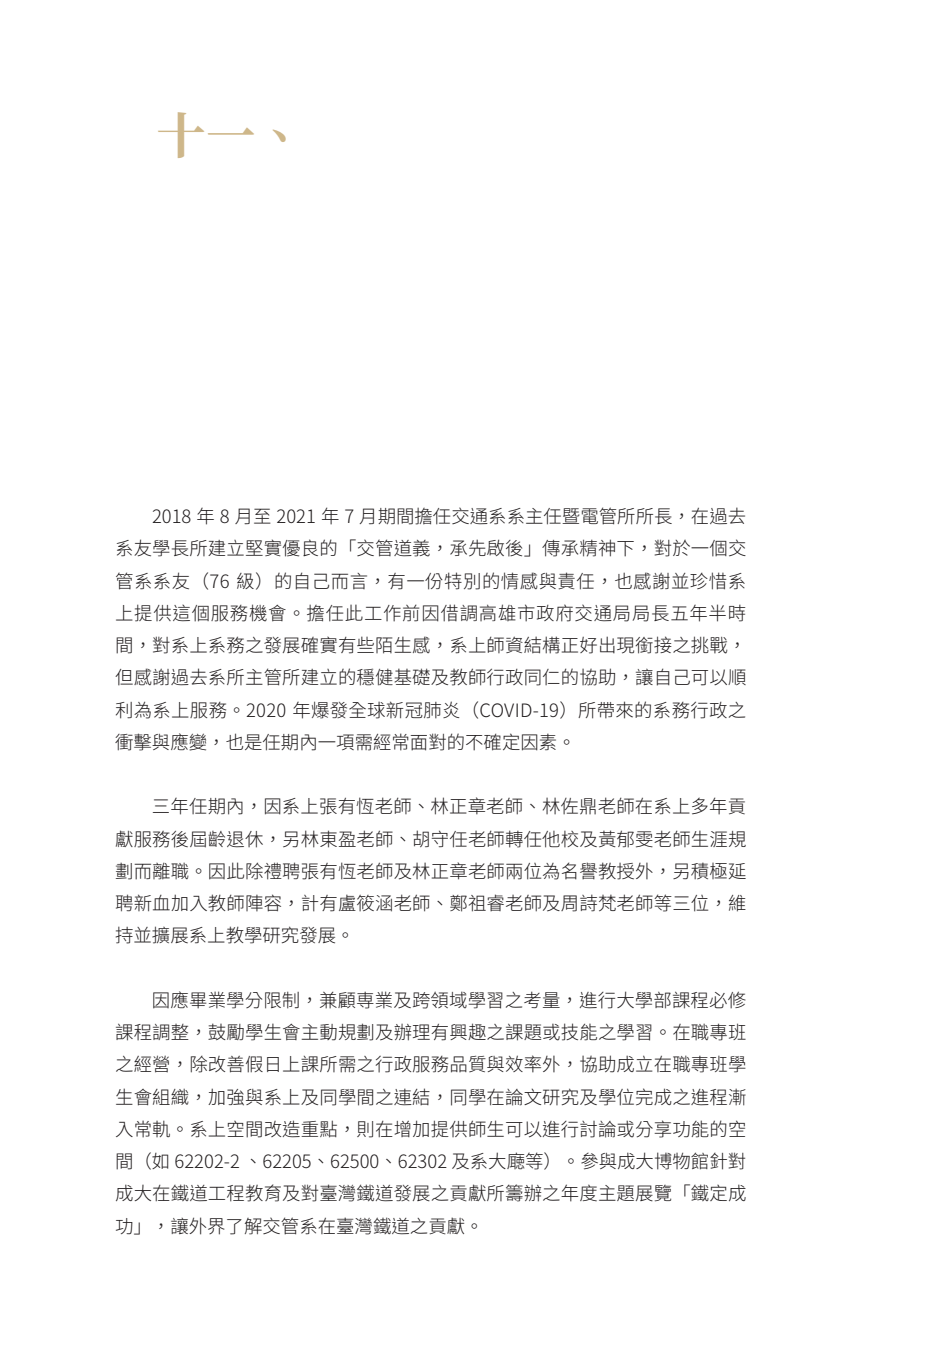 十一、
2018 年 8 月至 2021 年 7 月期間擔任交通系系主任暨電管所所長，在過去
系友學長所建立堅實優良的「交管道義，承先啟後」傳承精神下，對於一個交
管系系友（76 級）的自己而言，有一份特別的情感與責任，也感謝並珍惜系
上提供這個服務機會。擔任此工作前因借調高雄市政府交通局局長五年半時
間，對系上系務之發展確實有些陌生感，系上師資結構正好出現銜接之挑戰，
但感謝過去系所主管所建立的穩健基礎及教師行政同仁的協助，讓自己可以順
利為系上服務。2020 年爆發全球新冠肺炎（COVID-19）所帶來的系務行政之
衝擊與應變，也是任期內一項需經常面對的不確定因素。
三年任期內，因系上張有恆老師、林正章老師、林佐鼎老師在系上多年貢
獻服務後屆齡退休，另林東盈老師、胡守任老師轉任他校及黃郁雯老師生涯規
劃而離職。因此除禮聘張有恆老師及林正章老師兩位為名譽教授外，另積極延
聘新血加入教師陣容，計有盧筱涵老師、鄭祖睿老師及周詩梵老師等三位，維
持並擴展系上教學研究發展。
因應畢業學分限制，兼顧專業及跨領域學習之考量，進行大學部課程必修
課程調整，鼓勵學生會主動規劃及辦理有興趣之課題或技能之學習。在職專班
之經營，除改善假日上課所需之行政服務品質與效率外，協助成立在職專班學
生會組織，加強與系上及同學間之連結，同學在論文研究及學位完成之進程漸
入常軌。系上空間改造重點，則在增加提供師生可以進行討論或分享功能的空
間（如 62202-2 、62205、62500、62302 及系大廳等）。參與成大博物館針對
成大在鐵道工程教育及對臺灣鐵道發展之貢獻所籌辦之年度主題展覽「鐵定成
功」，讓外界了解交管系在臺灣鐵道之貢獻。